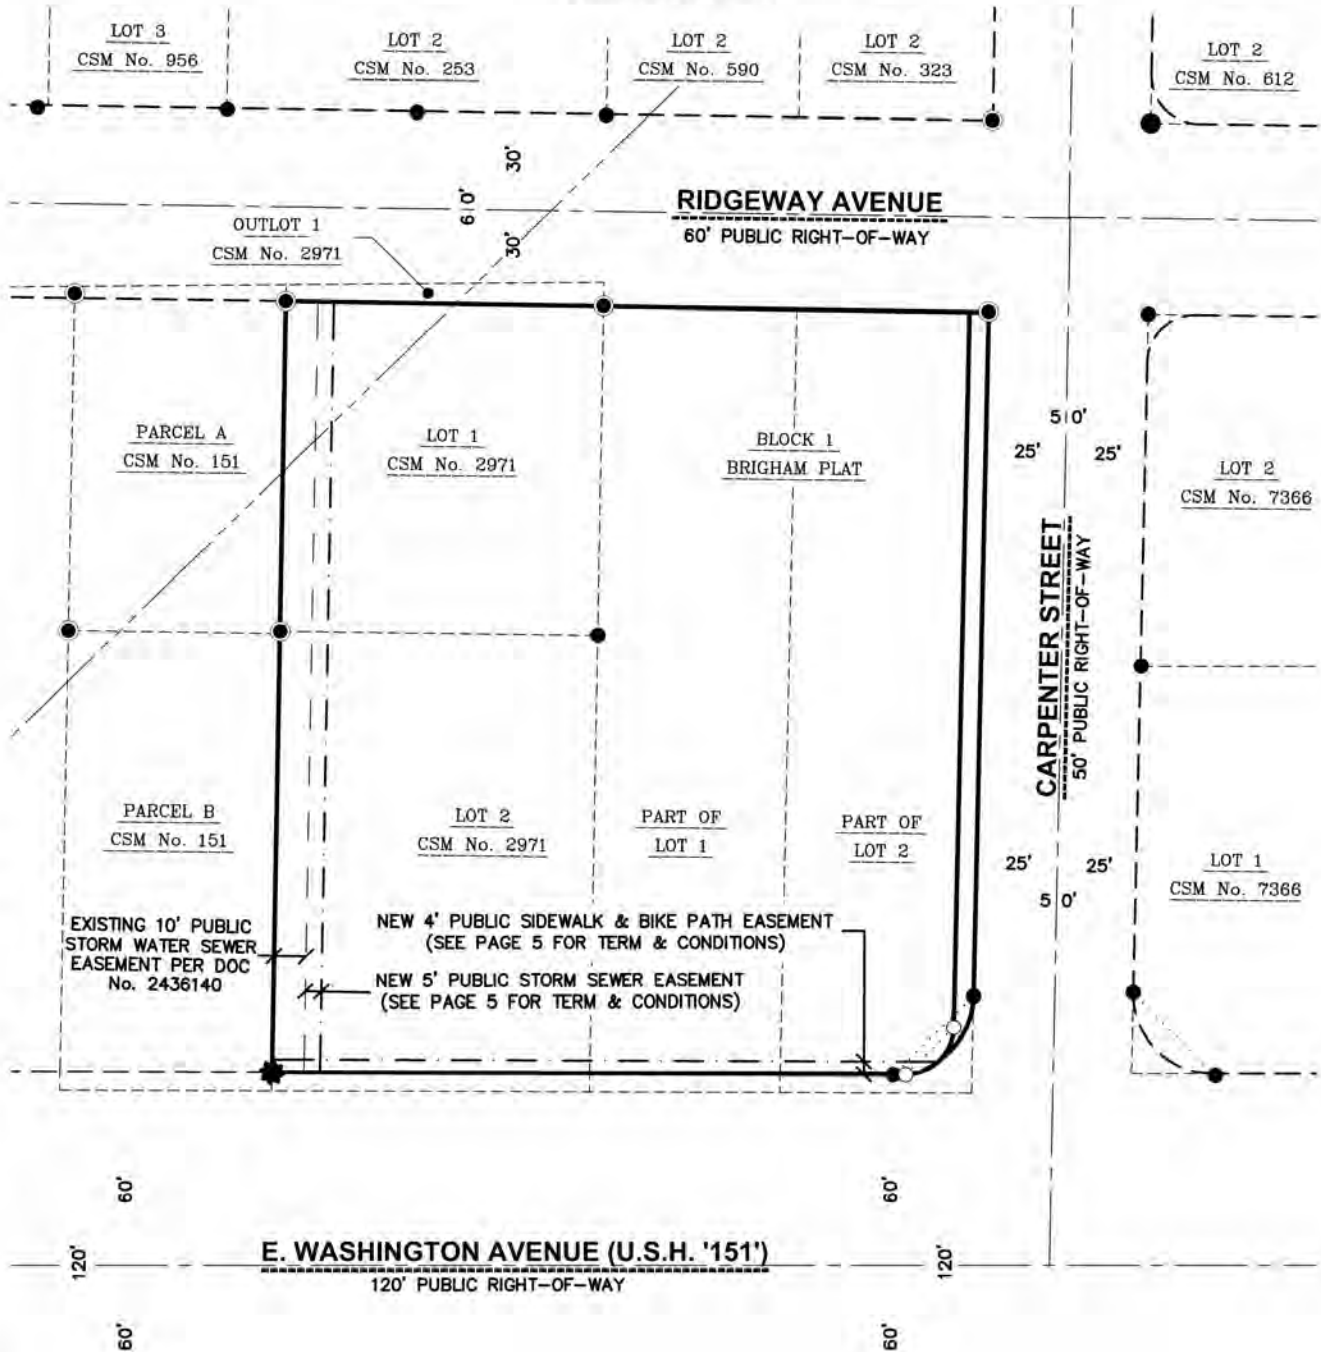 LOT 3
CSM No. 956
LOT 2
CSM No. 253
LOT 2
CSM No. 590
LOT 2
CSM No. 323
LOT 2
CSM No. 612
30'
60'
30'
RIDGEWAY AVENUE
60' PUBLIC RIGHT-OF-WAY
OUTLOT 1
CSM No. 2971
PARCEL A
CSM No. 151
LOT 1
CSM No. 2971
BLOCK 1
BRIGHAM PLAT
50'
25'
25'
LOT 2
CSM No. 7366
CARPENTER STREET
50' PUBLIC RIGHT-OF-WAY
PARCEL B
CSM No. 151
LOT 2
CSM No. 2971
PART OF
LOT 1
PART OF
LOT 2
25'
25'
50'
LOT 1
CSM No. 7366
EXISTING 10' PUBLIC
STORM WATER SEWER
EASEMENT PER DOC
No. 2436140
NEW 4' PUBLIC SIDEWALK & BIKE PATH EASEMENT
(SEE PAGE 5 FOR TERM & CONDITIONS)
NEW 5' PUBLIC STORM SEWER EASEMENT
(SEE PAGE 5 FOR TERM & CONDITIONS)
60'
60'
120'
E. WASHINGTON AVENUE (U.S.H. '151')
120' PUBLIC RIGHT-OF-WAY
120'
60'
60'